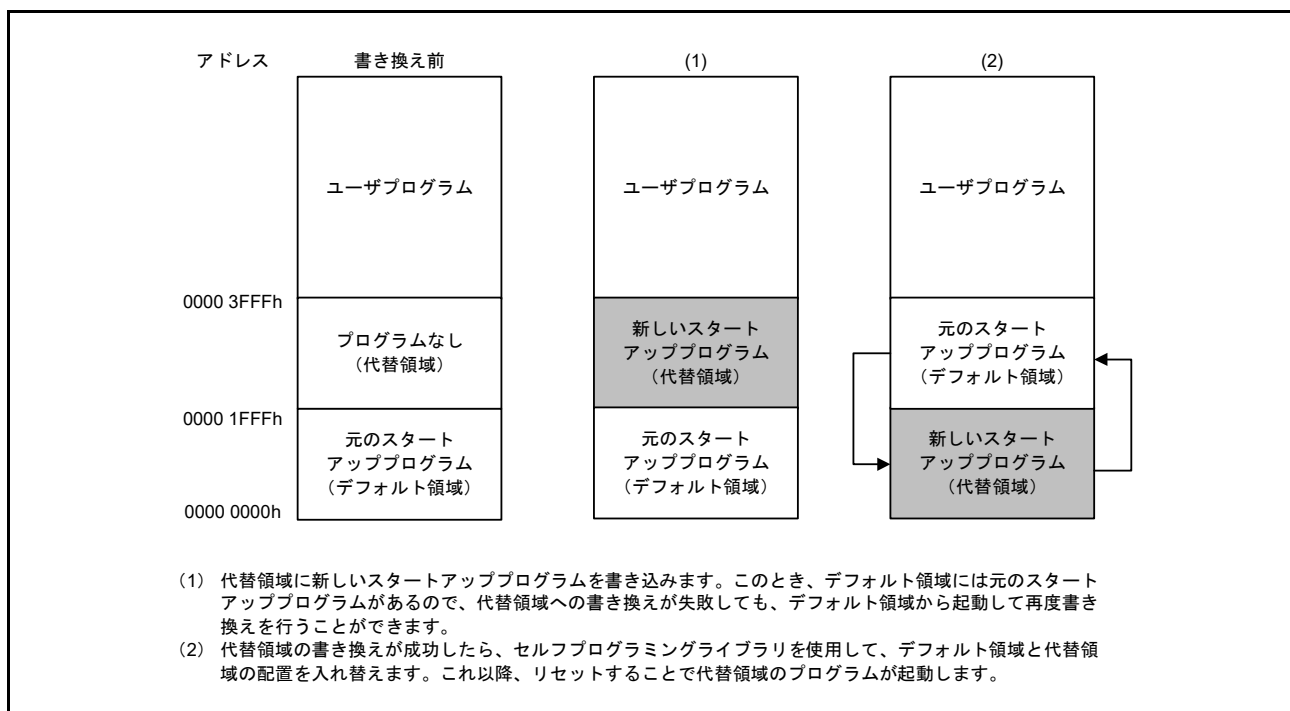 アドレス
書き換え前
(1)
(2)
ユーザプログラム
ユーザプログラム
ユーザプログラム
0000 3FFFh
プログラムなし
（代替領域）
新しいスタート
アッププログラム
（代替領域）
元のスタート
アッププログラム
（デフォルト領域）
0000 1FFFh
元のスタート
アッププログラム
（デフォルト領域）
元のスタート
アッププログラム
（デフォルト領域）
新しいスタート
アッププログラム
（代替領域）
0000 0000h
（1） 代替領域に新しいスタートアッププログラムを書き込みます。このとき、デフォルト領域には元のスタート
アッププログラムがあるので、代替領域への書き換えが失敗しても、デフォルト領域から起動して再度書き
換えを行うことができます。
（2） 代替領域の書き換えが成功したら、セルフプログラミングライブラリを使用して、デフォルト領域と代替領
域の配置を入れ替えます。これ以降、リセットすることで代替領域のプログラムが起動します。